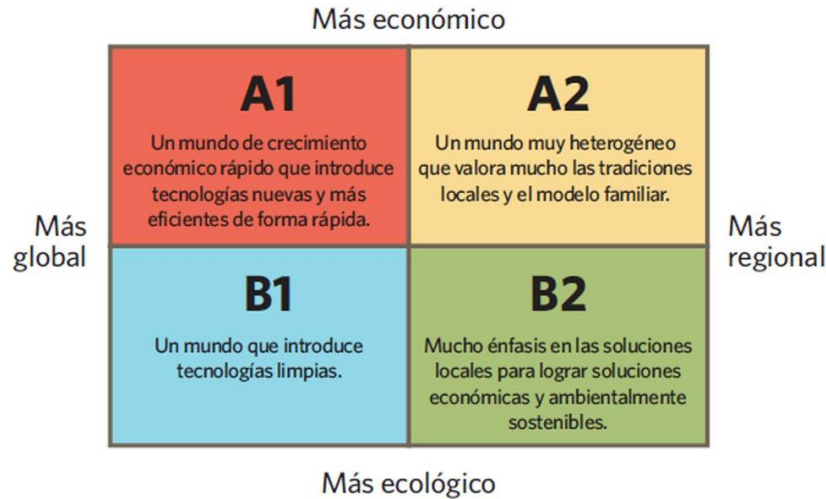 Más económico
A1
Un mundo de crecimiento
económico rápido que introduce
tecnologías nuevas y más
eficientes de forma rápida.
A2
Un mundo muy heterogéneo
que valora mucho las tradiciones
locales y el modelo familiar.
Más
global
Más
regional
B1
Un mundo que introduce
tecnologías limpias.
B2
Mucho énfasis en las soluciones
locales para lograr soluciones
económicas y ambientalmente
sostenibles.
Más ecológico